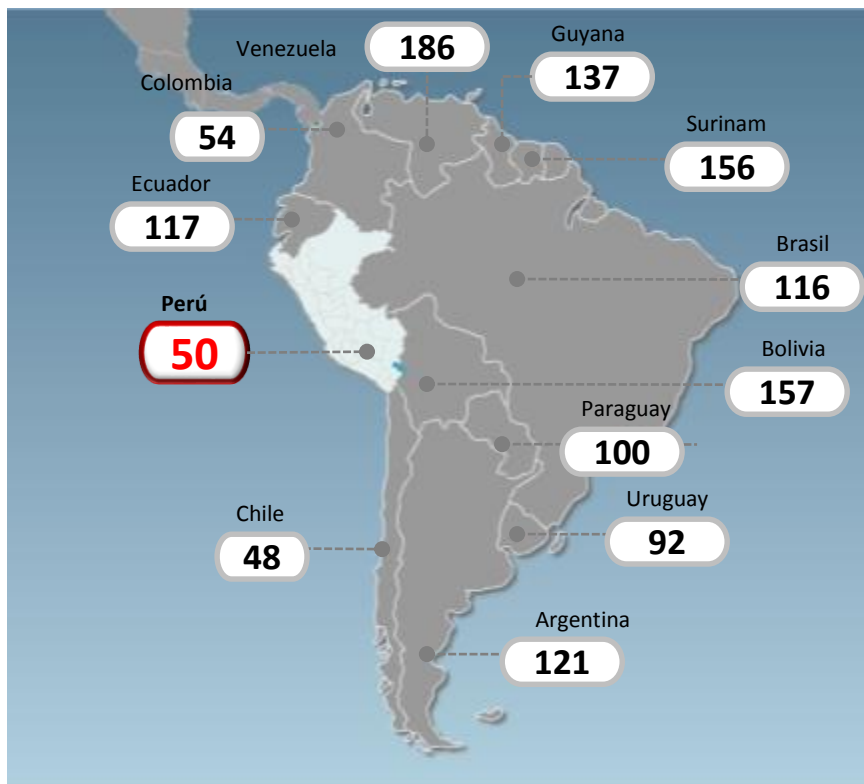 Venezuela
186
Guyana
137
Colombia
54
Surinam
156
Ecuador
117
Brasil
116
Perú
50
Bolivia
157
Paraguay
100
Chile
48
Uruguay
92
Argentina
121